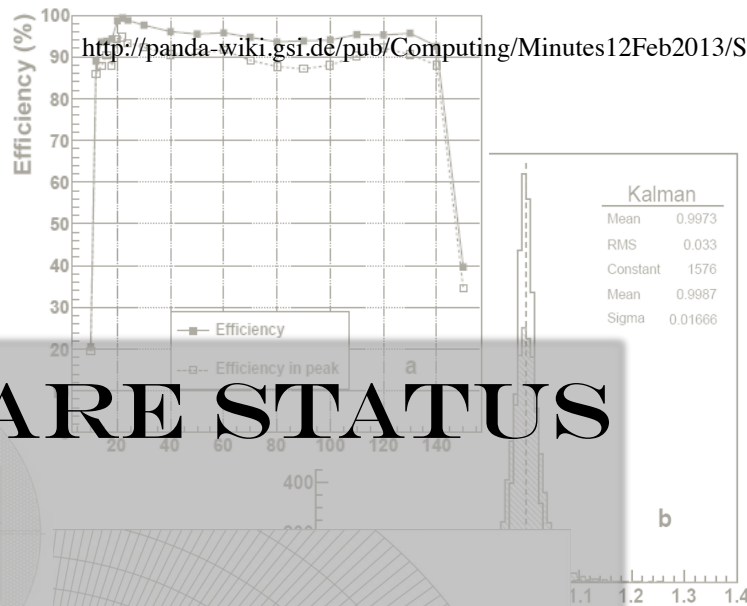 Efficiency (%)
100
http://panda-wiki.gsi.de/pub/Computing/Minutes12Feb2013/S
90
80
70
60
50
40
30
20
Kalman
Mean 0.9973
RMS 0.033
Constant 1576
Mean 0.9987
Sigma 0.01666
Efficiency
Efficiency in peak
a
ARE STATUS
20 40 60 80 100 120 140
400
b
1.1 1.2 1.3 1.4